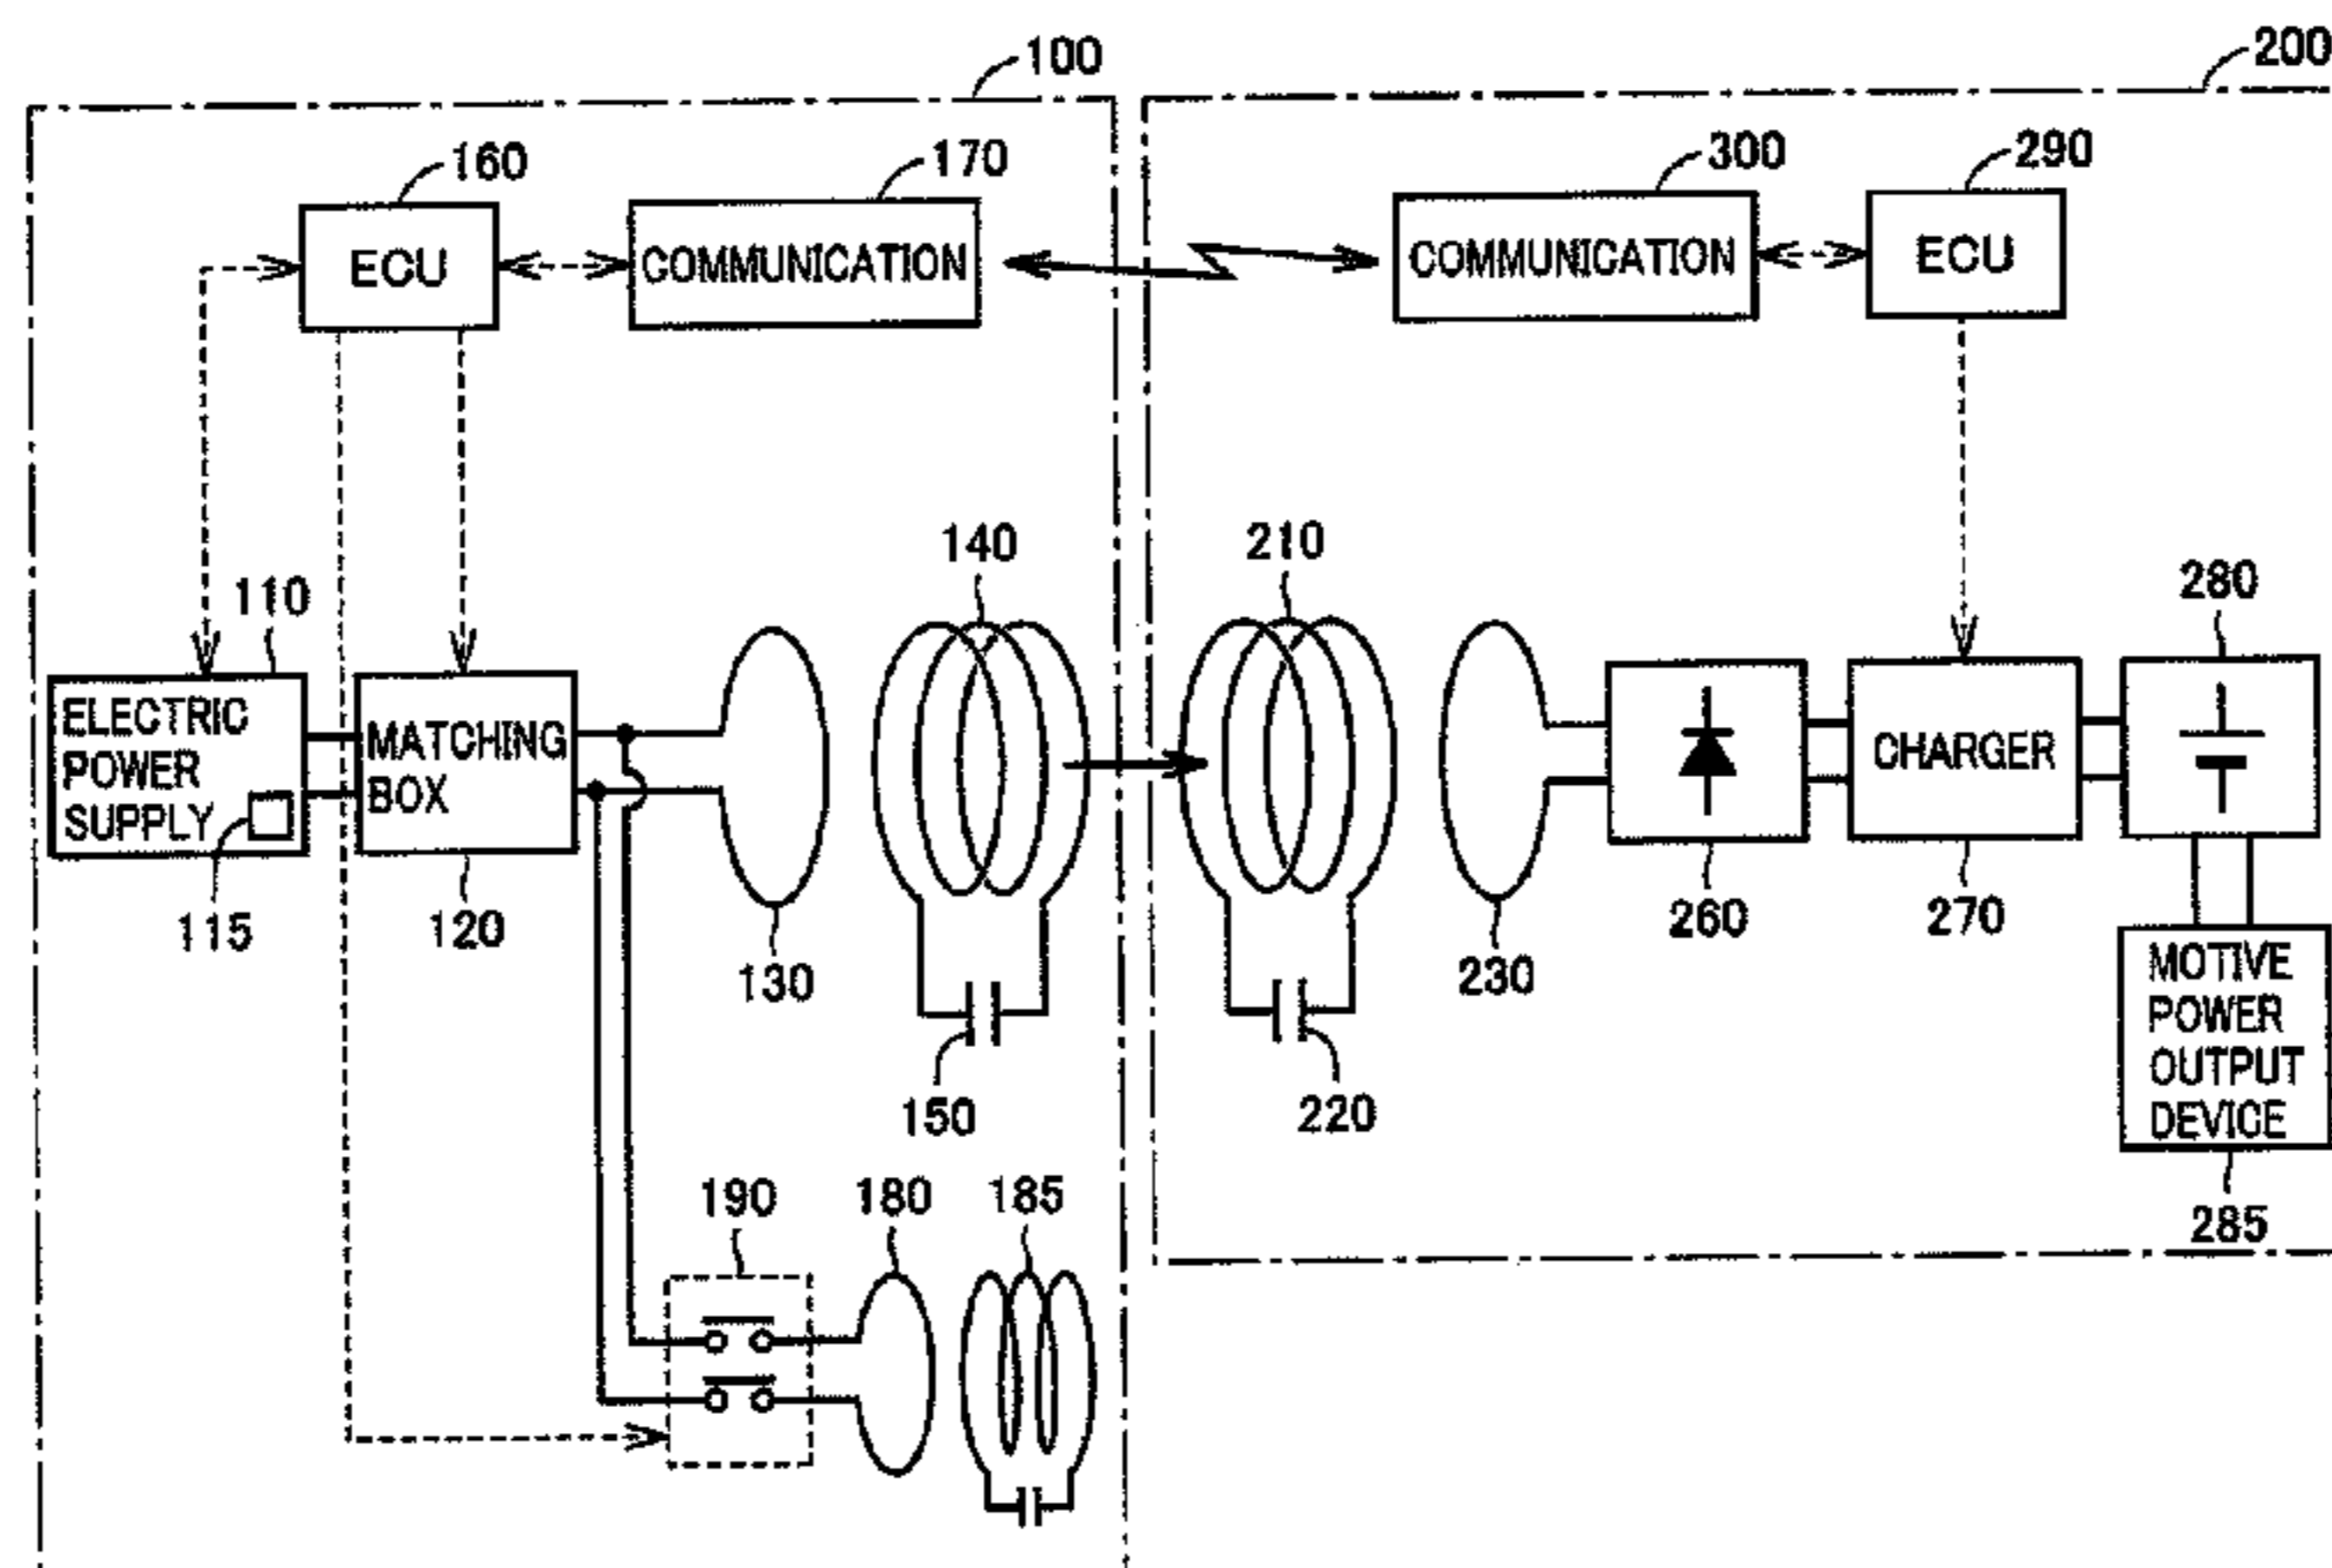 100
200
160
170
300
290
ECU
COMMUNICATION
COMMUNICATION
ECU
140
210
110
280
ELECTRIC
POWER
SUPPLY
MATCHING
BOX
CHARGER
115
120
130
260
270
230
150
220
MOTIVE
POWER
OUTPUT
DEVICE
285
190
180
185